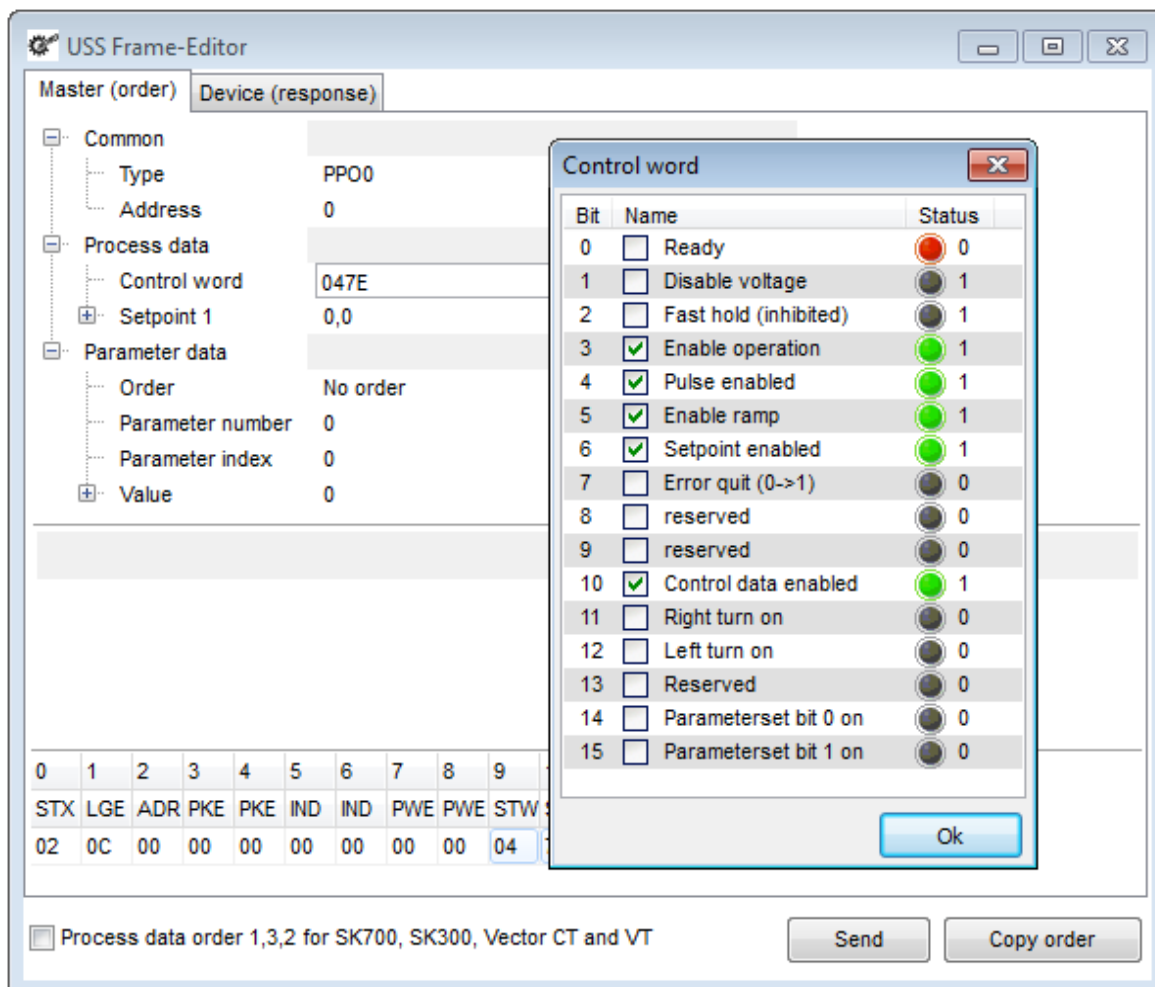 USS Frame-Editor
Master (order) Device (response)
Common
Type PPO0
Address 0
Process data
Control word 047E
Setpoint 1 0,0
Parameter data
Order No order
Parameter number 0
Parameter index 0
Value 0
0 1 2 3 4 5 6 7 8 9
STX LGE ADR PKE PKE IND IND PWE PWE STW
02 0C 00 00 00 00 00 00 00 04
Process data order 1,3,2 for SK700, SK300, Vector CT and VT
Send
Copy order
Control word
Bit Name Status
0 Ready 0
1 Disable voltage 1
2 Fast hold (inhibited) 1
3 Enable operation 1
4 Pulse enabled 1
5 Enable ramp 1
6 Setpoint enabled 1
7 Error quit (0->1) 0
8 reserved 0
9 reserved 0
10 Control data enabled 1
11 Right turn on 0
12 Left turn on 0
13 Reserved 0
14 Parameterset bit 0 on 0
15 Parameterset bit 1 on 0
Ok